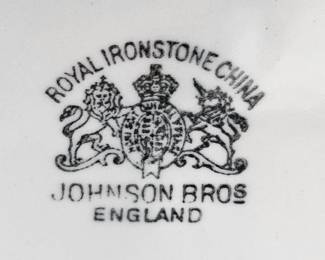 ROYAL IRONSTONE CHINA
JOHNSON BROS
ENGLAND